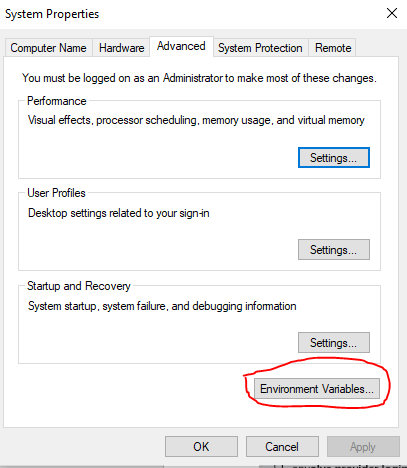 System Properties
Computer Name Hardware Advanced System Protection Remote
You must be logged on as an Administrator to make most of these changes.
Performance
Visual effects, processor scheduling, memory usage, and virtual memory
Settings...
User Profiles
Desktop settings related to your sign-in
Settings...
Startup and Recovery
System startup, system failure, and debugging information
Settings...
Environment Variables...
OK Cancel Apply